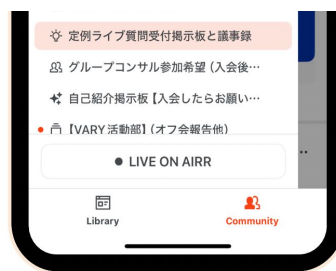 定例ライブ質問受付掲示板と議事録
グループコンサル参加希望（入会後…
自己紹介掲示板【入会したらお願い…
【VARY活動部】（オフ会報告他）
LIVE ON AIRR
Library
Community